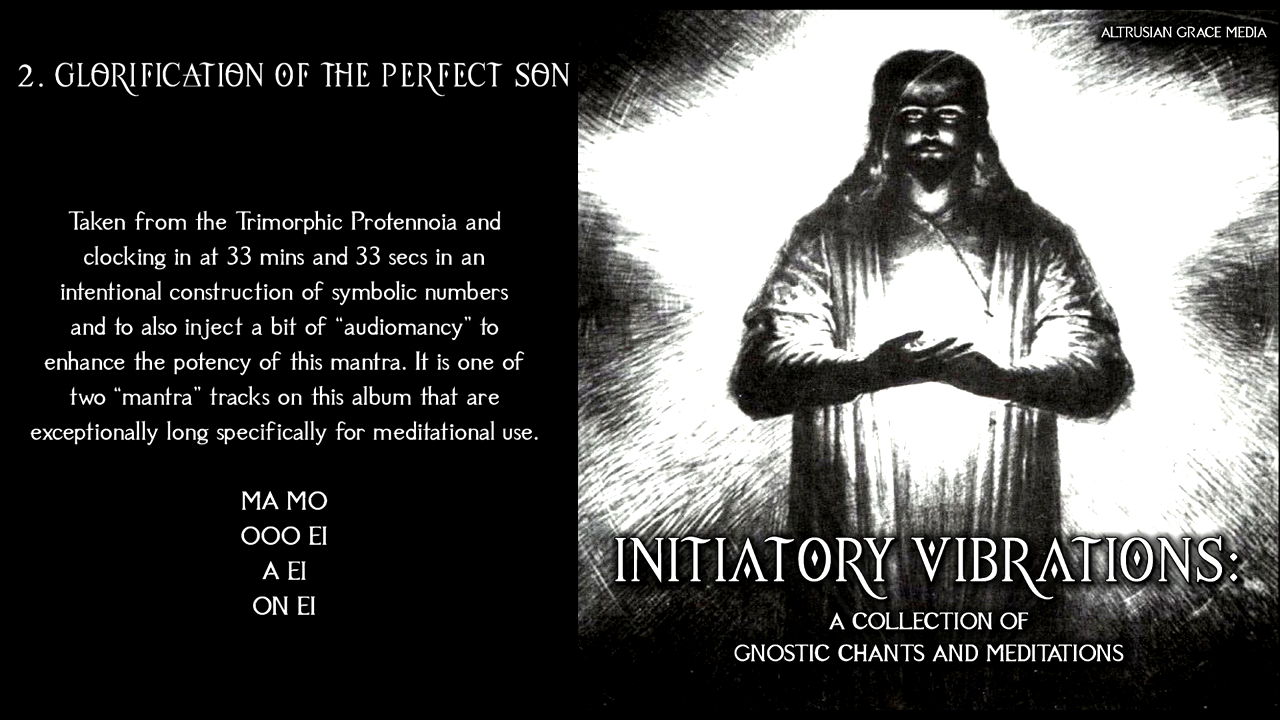 2. GLORIFICATION OF THE PERFECT SON
Taken from the Trimorphic Protennoia and
clocking in at 33 mins and 33 secs in an
intentional construction of symbolic numbers
and to also inject a bit of “audiomancy” to
enhance the potency of this mantra. It is one of
two “mantra” tracks on this album that are
exceptionally long specifically for meditational use.
MA MO
OOO EI
A EI
ON EI
ALTRUSIAN GRACE MEDIA
INITIATORY VIBRATIONS:
A COLLECTION OF
GNOSTIC CHANTS AND MEDITATIONS